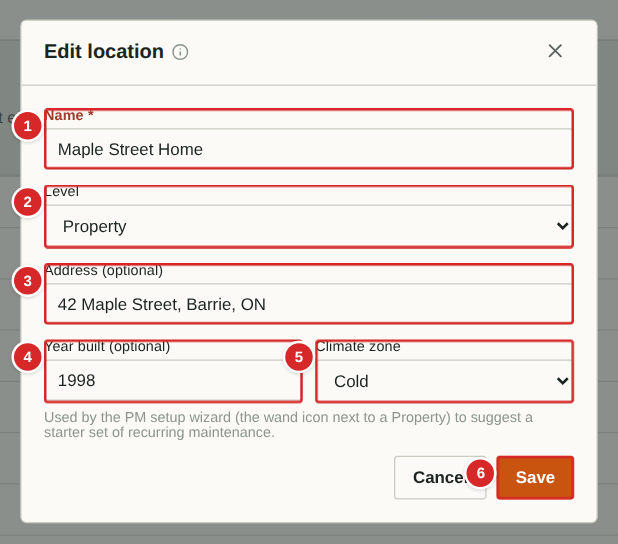 Edit location
1
Name *
Maple Street Home
2
Level
Property
3
Address (optional)
42 Maple Street, Barrie, ON
4
Year built (optional)
1998
5
Climate zone
Cold
Used by the PM setup wizard (the wand icon next to a Property) to suggest a
starter set of recurring maintenance.
Cancel
6
Save